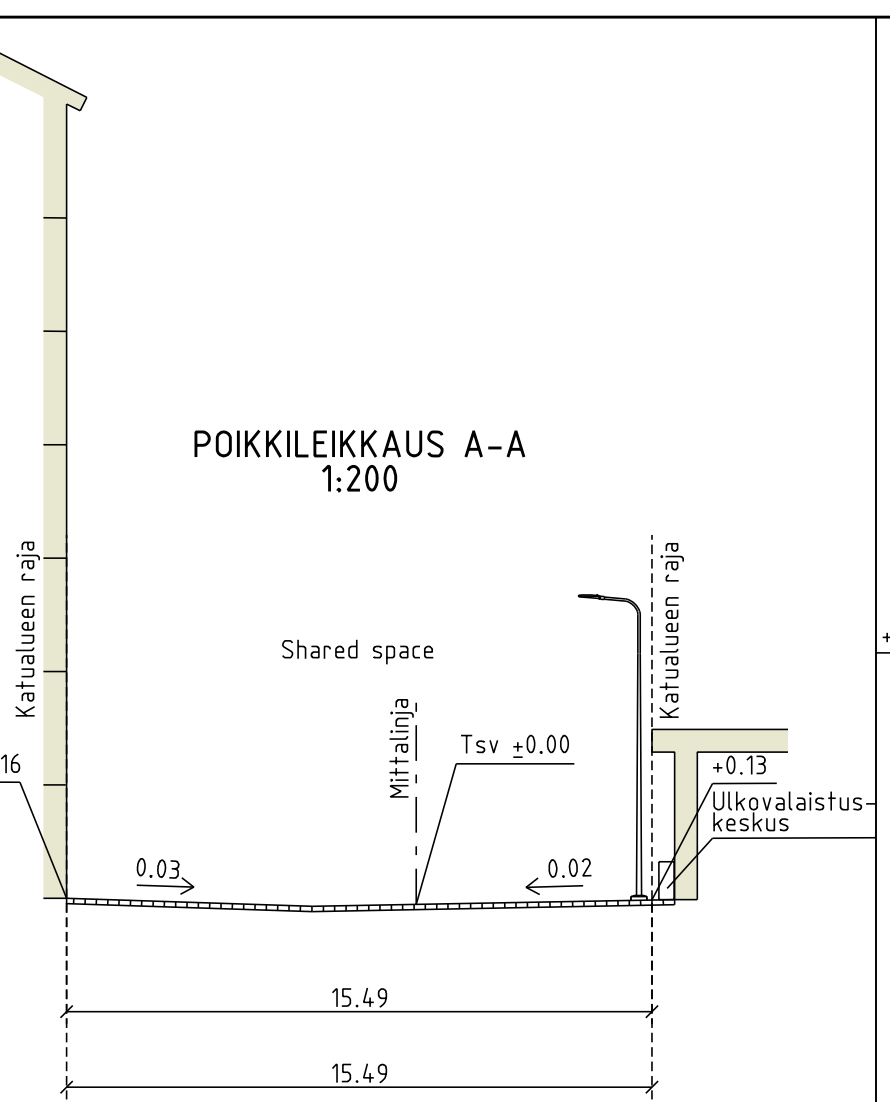 POIKKILEIKKAUS A-A
1:200
Katualueen raja
Katualueen raja
Shared space
Mittalinja
Tsv ±0.00
16
+0.13
Ulkovalaistus-
keskus
0.03
0.02
15.49
15.49
+